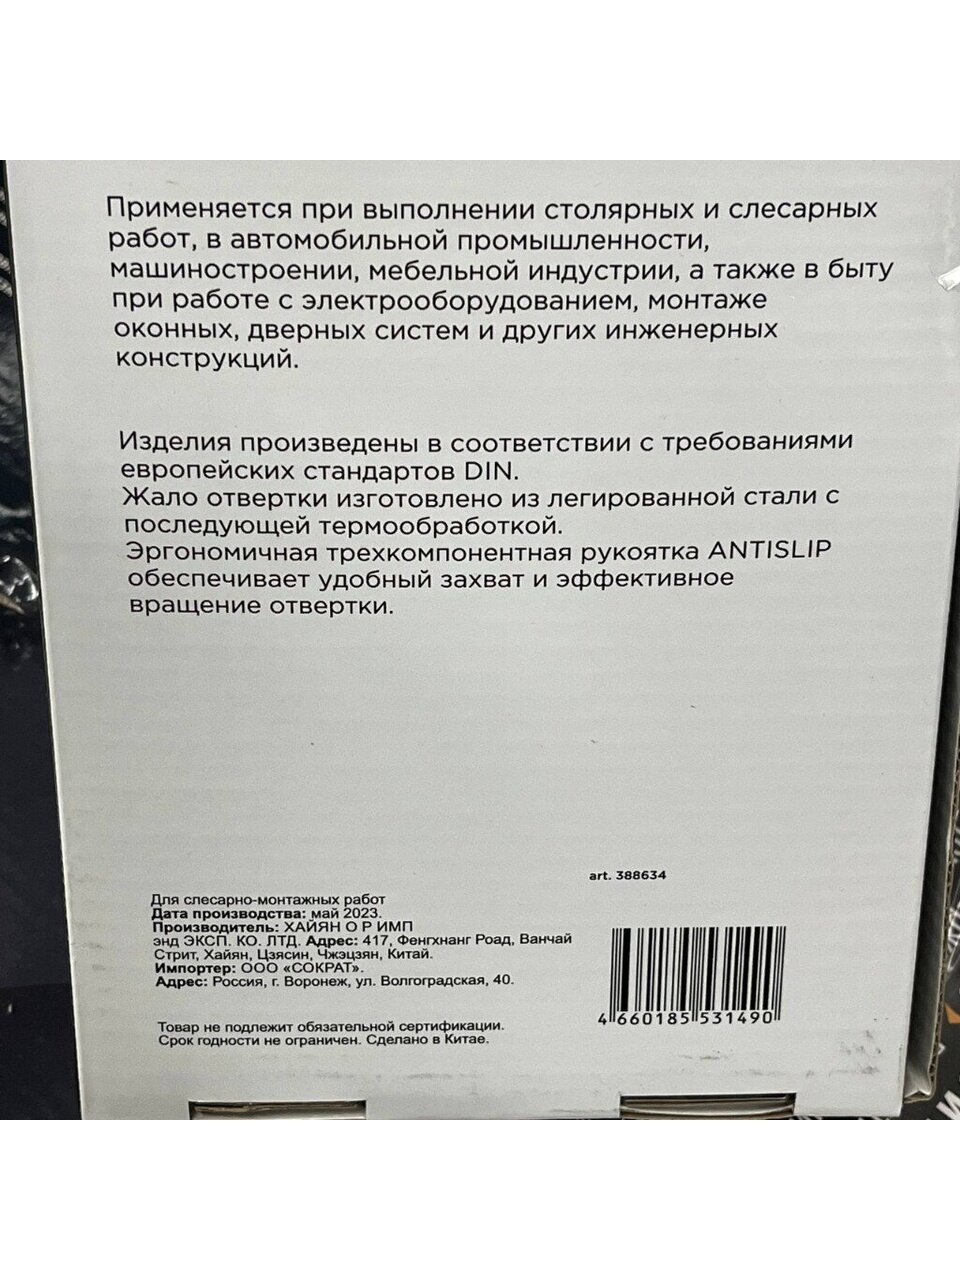 Применяется при выполнении столярных и слесарных
работ, в автомобильной промышленности,
машиностроении, мебельной индустрии, а также в быту
при работе с электрооборудованием, монтаже
оконных, дверных систем и других инженерных
конструкций.
Изделия произведены в соответствии с требованиями
европейских стандартов DIN.
Жало отвертки изготовлено из легированной стали с
последующей термообработкой.
Эргономичная трехкомпонентная рукоятка ANTISLIP
обеспечивает удобный захват и эффективное
вращение отвертки.
art. 388634
Для слесарно-монтажных работ
Дата производства: май 2023.
Производитель: ХАЙЯН О Р ИМП
энд ЭКСП. КО. ЛТД. Адрес: 417, Фенгхнанг Роад, Ванчай
Стрит, Хайян, Цзясин, Чжэцзян, Китай.
Импортер: ООО «СОКРАТ».
Адрес: Россия, г. Воронеж, ул. Волгоградская, 40.
4 660185 531490
Товар не подлежит обязательной сертификации.
Срок годности не ограничен. Сделано в Китае.